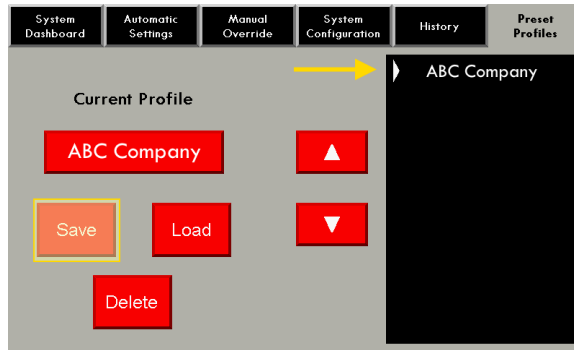 System
Dashboard
Automatic
Settings
Manual
Override
System
Configuration
History
Preset
Profiles
ABC Company
Current Profile
ABC Company
Save
Load
Delete